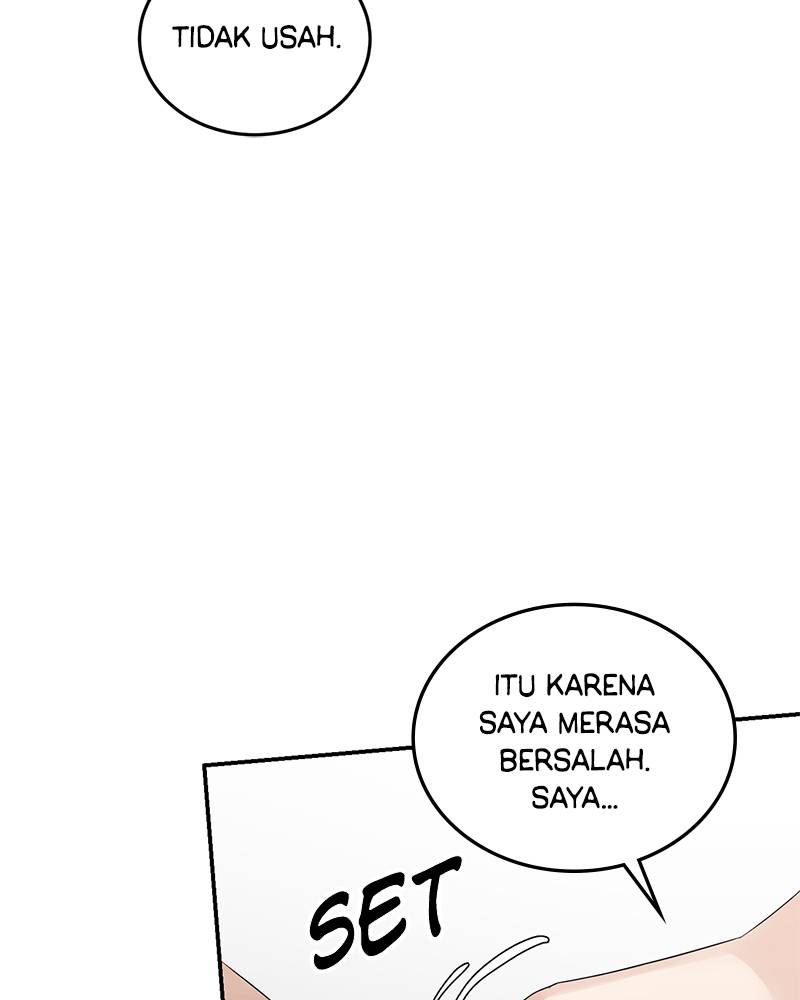 TIDAK USAH.
ITU KARENA
SAYA MERASA
BERSALAH.
SAYA...
SET